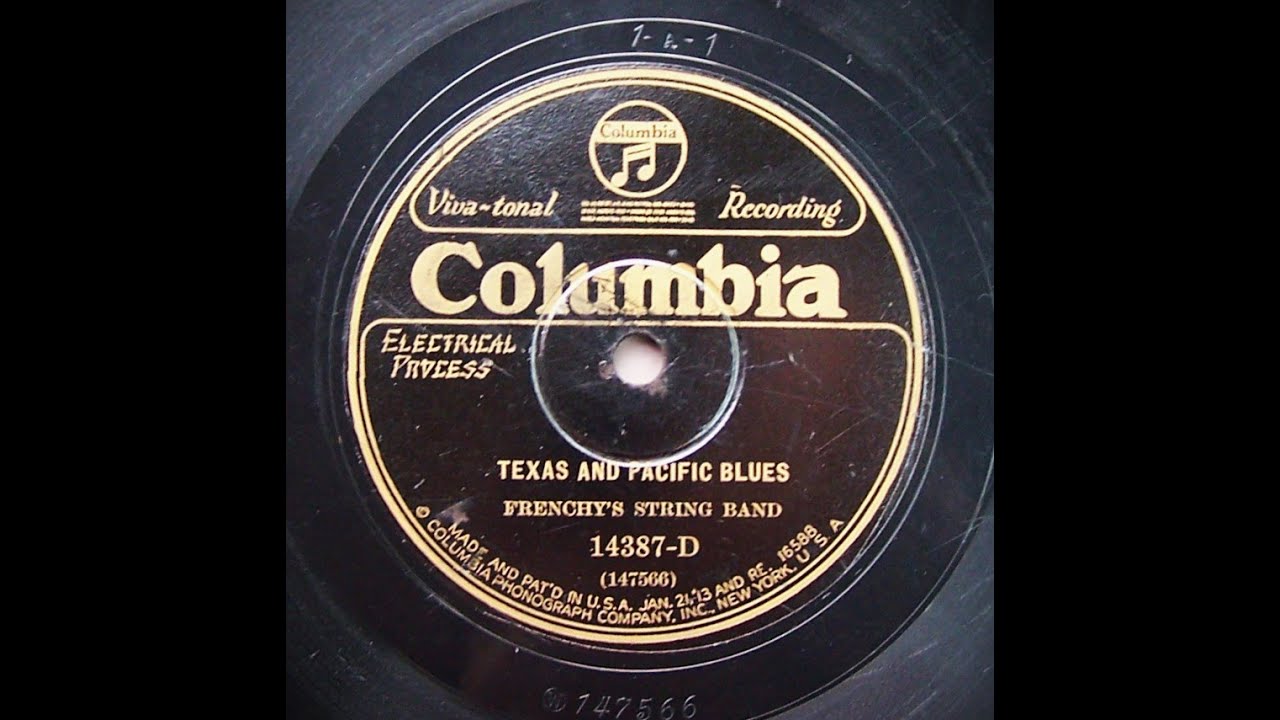 1-A-1
Columbia
Viva-tonal Recording
Columbia
ELECTRICAL
PROCESS
TEXAS AND PACIFIC BLUES
FRENCHY'S STRING BAND
14387-D
(147566)
MADE AND PAT'D IN U.S.A. JAN. 21,'13 AND RE. 16588
© COLUMBIA PHONOGRAPH COMPANY, INC., NEW YORK, U. S. A
W 147566